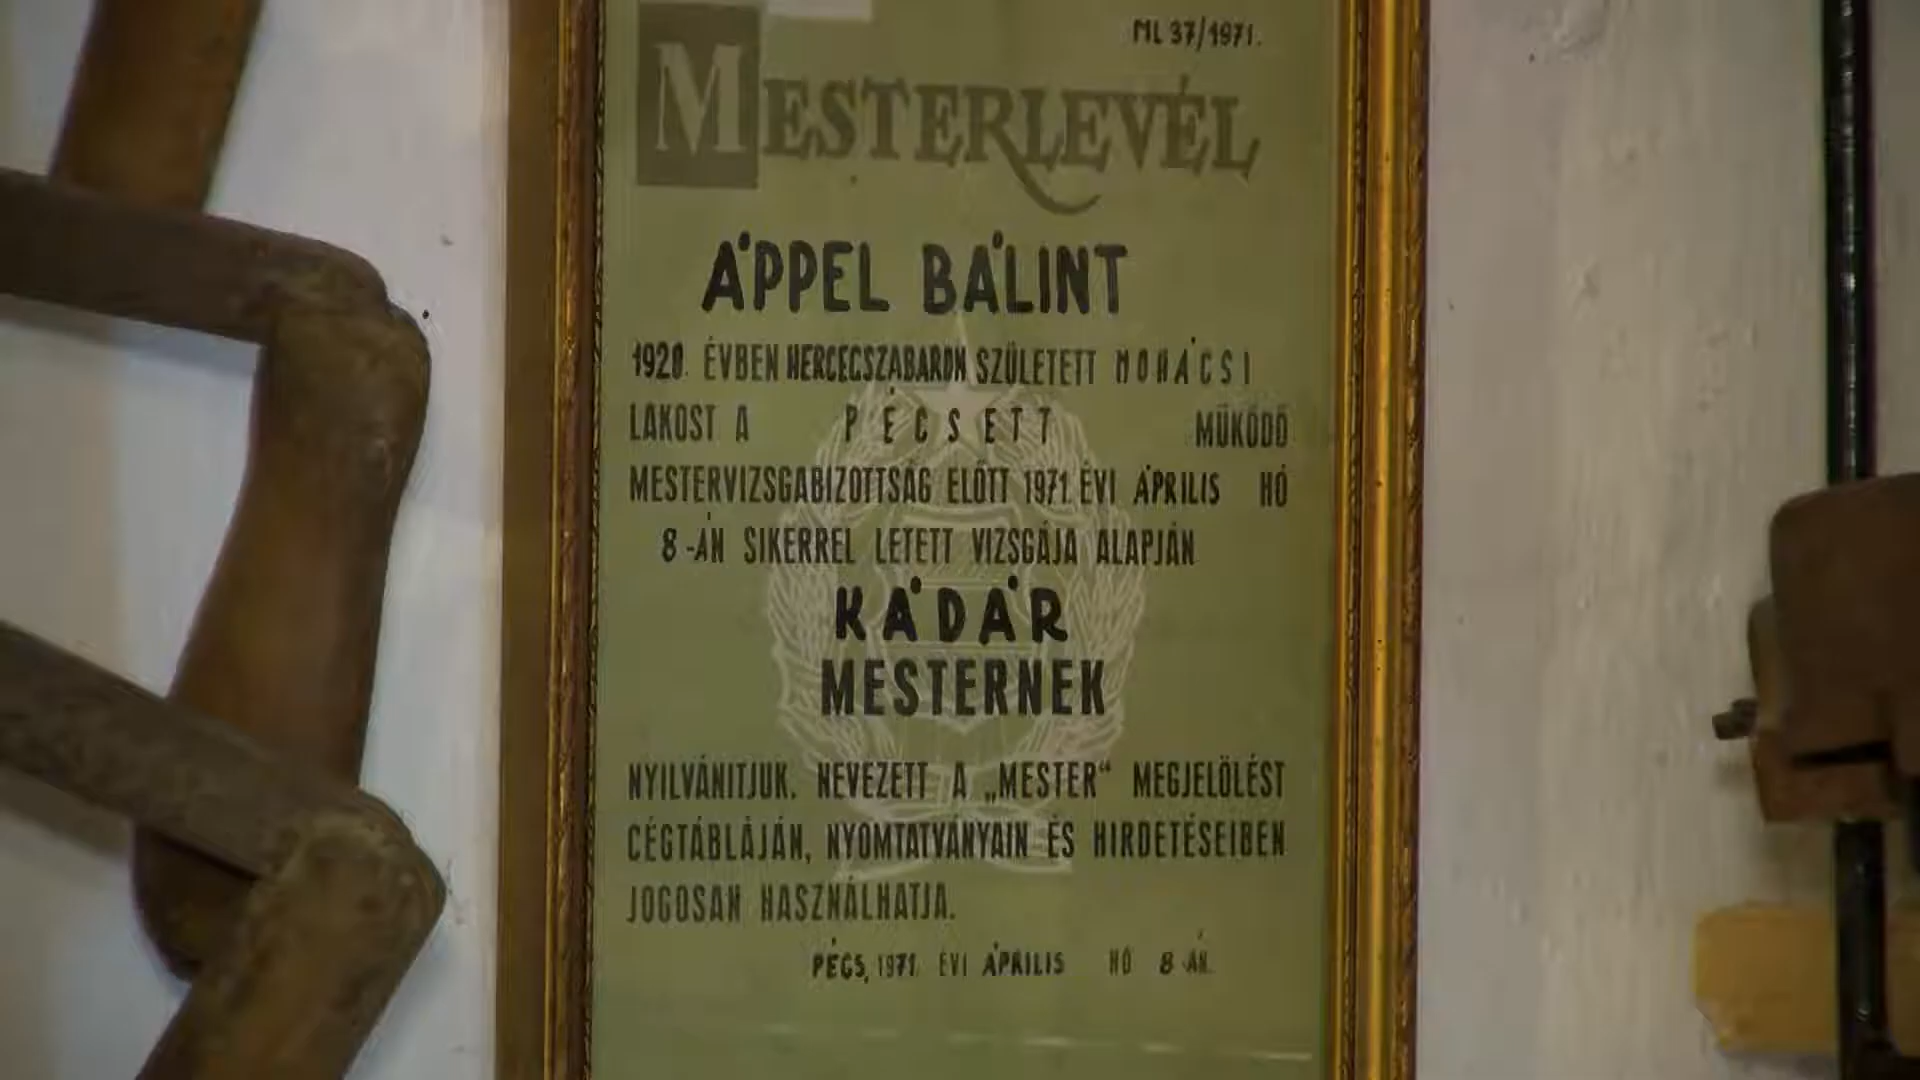 ML 37/1971.
MESTERLEVÉL
ÁPPEL BÁLINT
1920. ÉVBEN HERCEGSZABARON SZÜLETETT MOHÁCSI
LAKOST A PÉCSETT MŰKÖDŐ
MESTERVIZSGABIZOTTSÁG ELŐTT 1971. ÉVI ÁPRILIS HÓ
8-ÁN SIKERREL LETETT VIZSGÁJA ALAPJÁN
KÁDÁR
MESTERNEK
NYILVÁNITJUK. NEVEZETT A „MESTER“ MEGJELÖLÉST
CÉGTÁBLÁJÁN, NYOMTATVÁNYAIN ÉS HIRDETÉSEIBEN
JOGOSAN HASZNÁLHATJA.
PÉCS, 1971. ÉVI ÁPRILIS HÓ 8-ÁN.